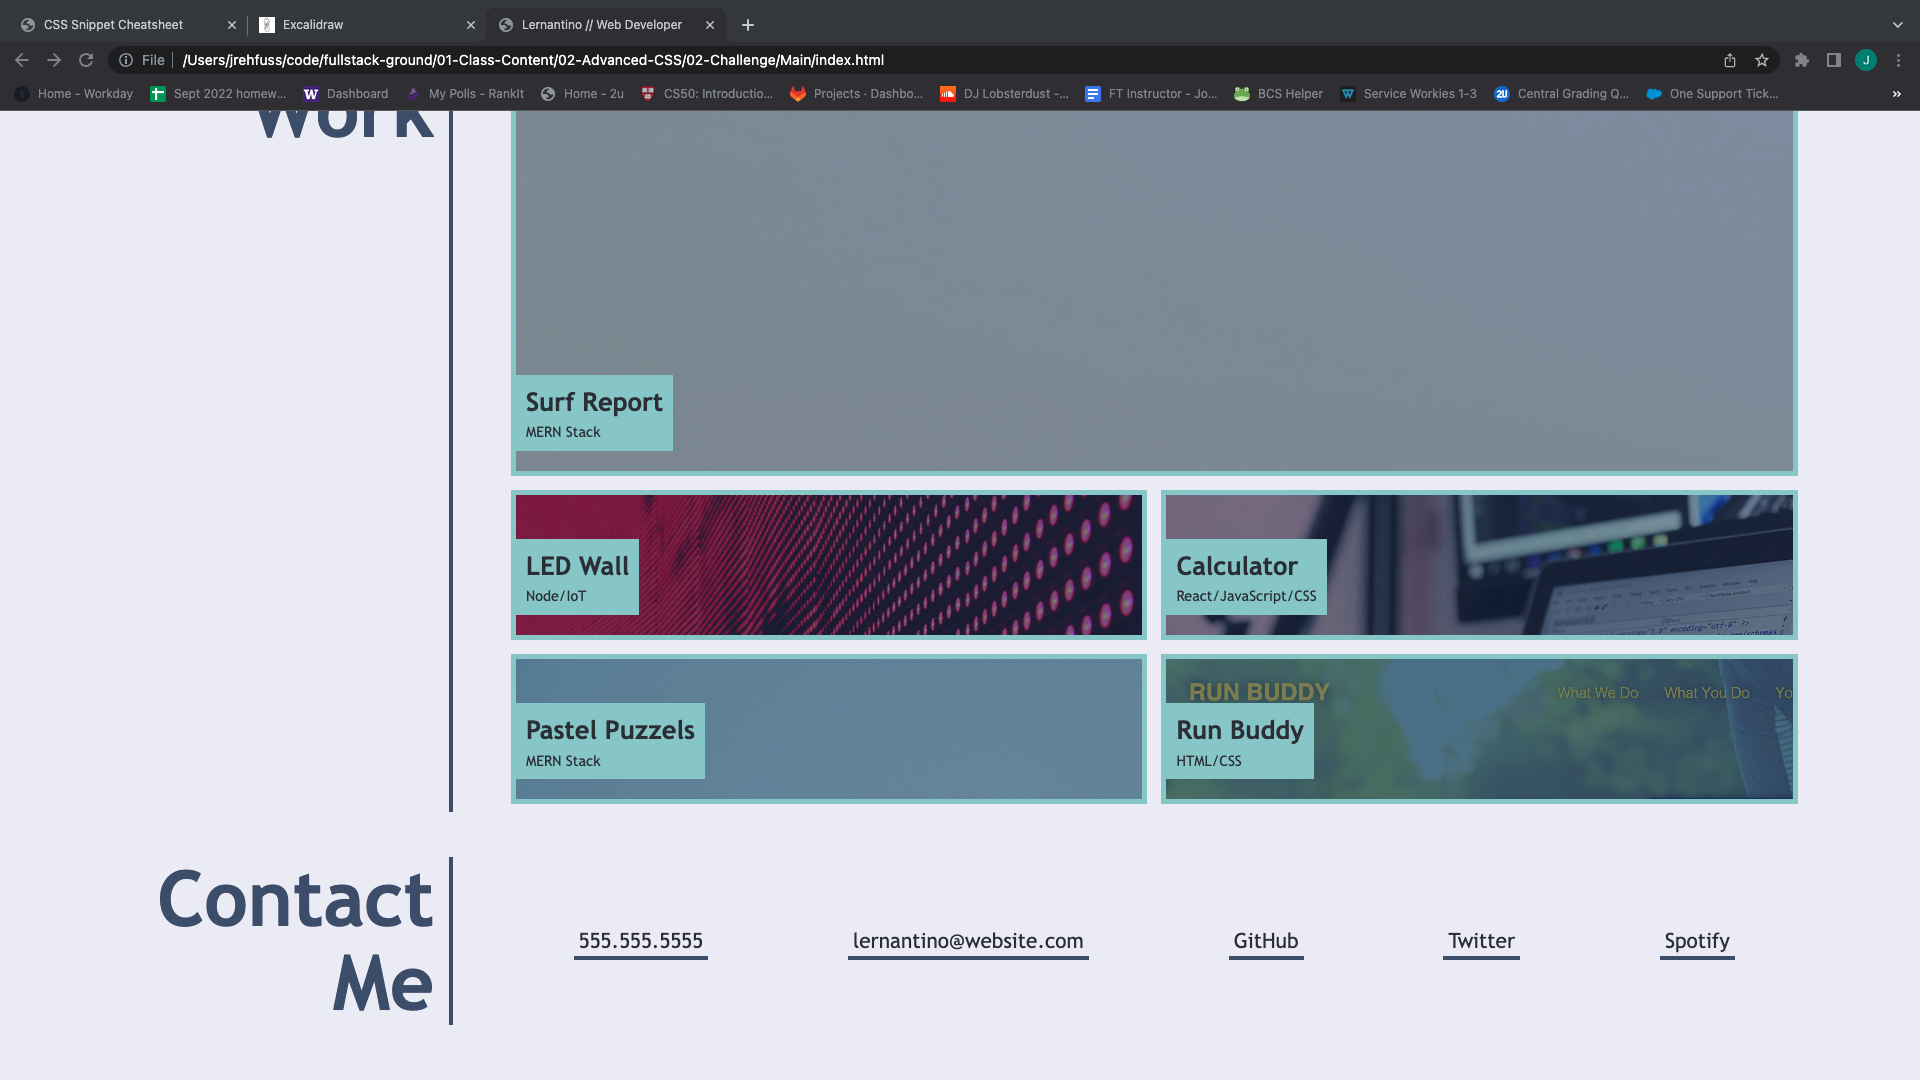 CSS Snippet Cheatsheet
Excalidraw
Lernantino // Web Developer
File
/Users/jrehfuss/code/fullstack-ground/01-Class-Content/02-Advanced-CSS/02-Challenge/Main/index.html
J
Home - Workday
Sept 2022 homew...
Dashboard
My Polls - RankIt
Home - 2u
CS50: Introductio...
Projects · Dashbo...
DJ Lobsterdust -...
FT Instructor - Jo...
BCS Helper
Service Workies 1-3
Central Grading Q...
One Support Tick...
Work
Surf Report
MERN Stack
LED Wall
Node/IoT
Calculator
React/JavaScript/CSS
Pastel Puzzels
MERN Stack
RUN BUDDY
What We Do
What You Do
Yo
Run Buddy
HTML/CSS
Contact
Me
555.555.5555
lernantino@website.com
GitHub
Twitter
Spotify